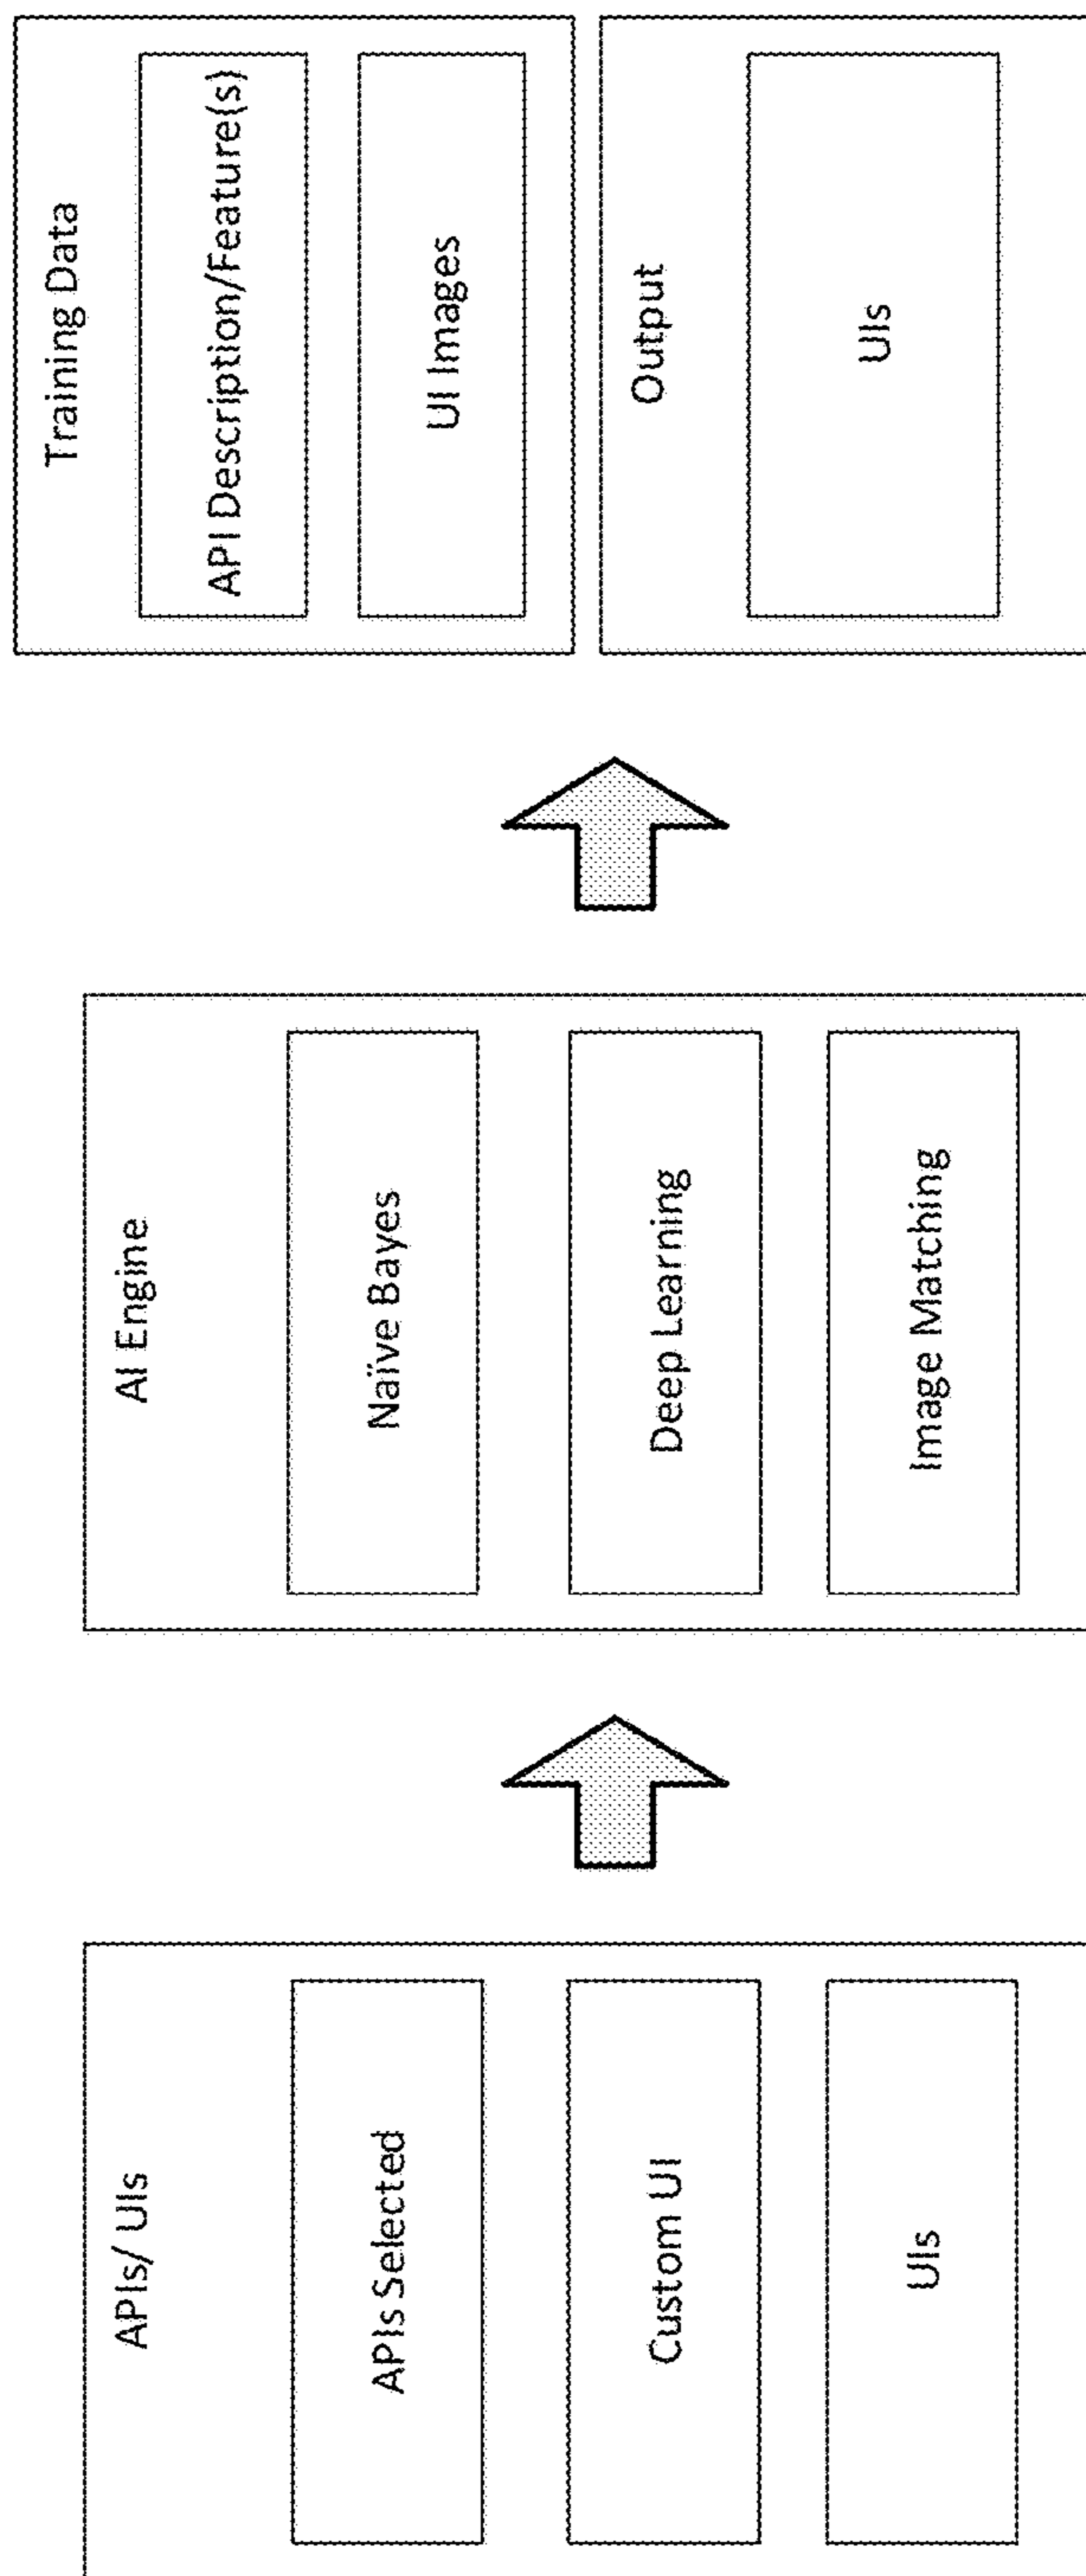 APIs/ UIs
APIs Selected
Custom UI
UIs
AI Engine
Naïve Bayes
Deep Learning
Image Matching
Training Data
API Description/Feature(s)
UI Images
Output
UIs